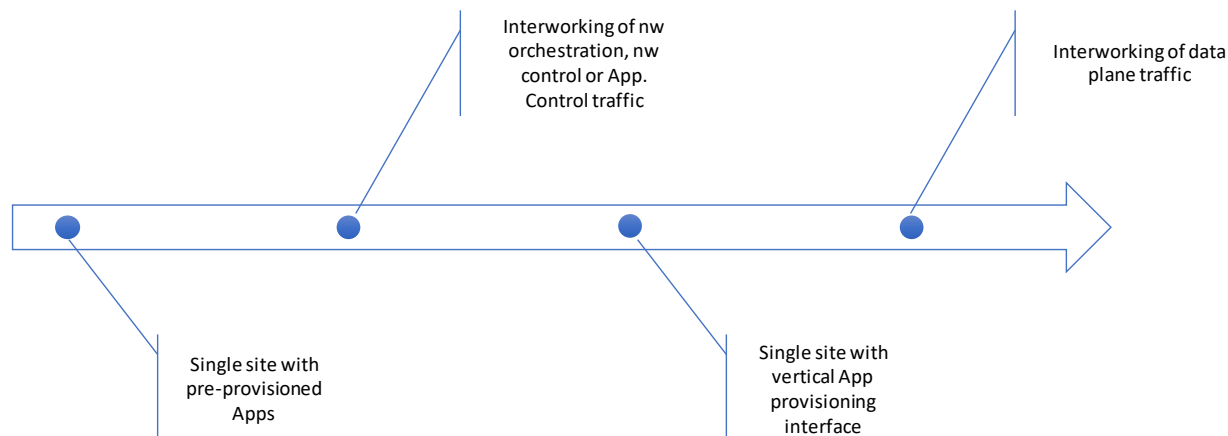 Interworking of nw
orchestration, nw
control or App.
Control traffic
Interworking of data
plane traffic
Single site with
pre-provisioned
Apps
Single site with
vertical App
provisioning
interface